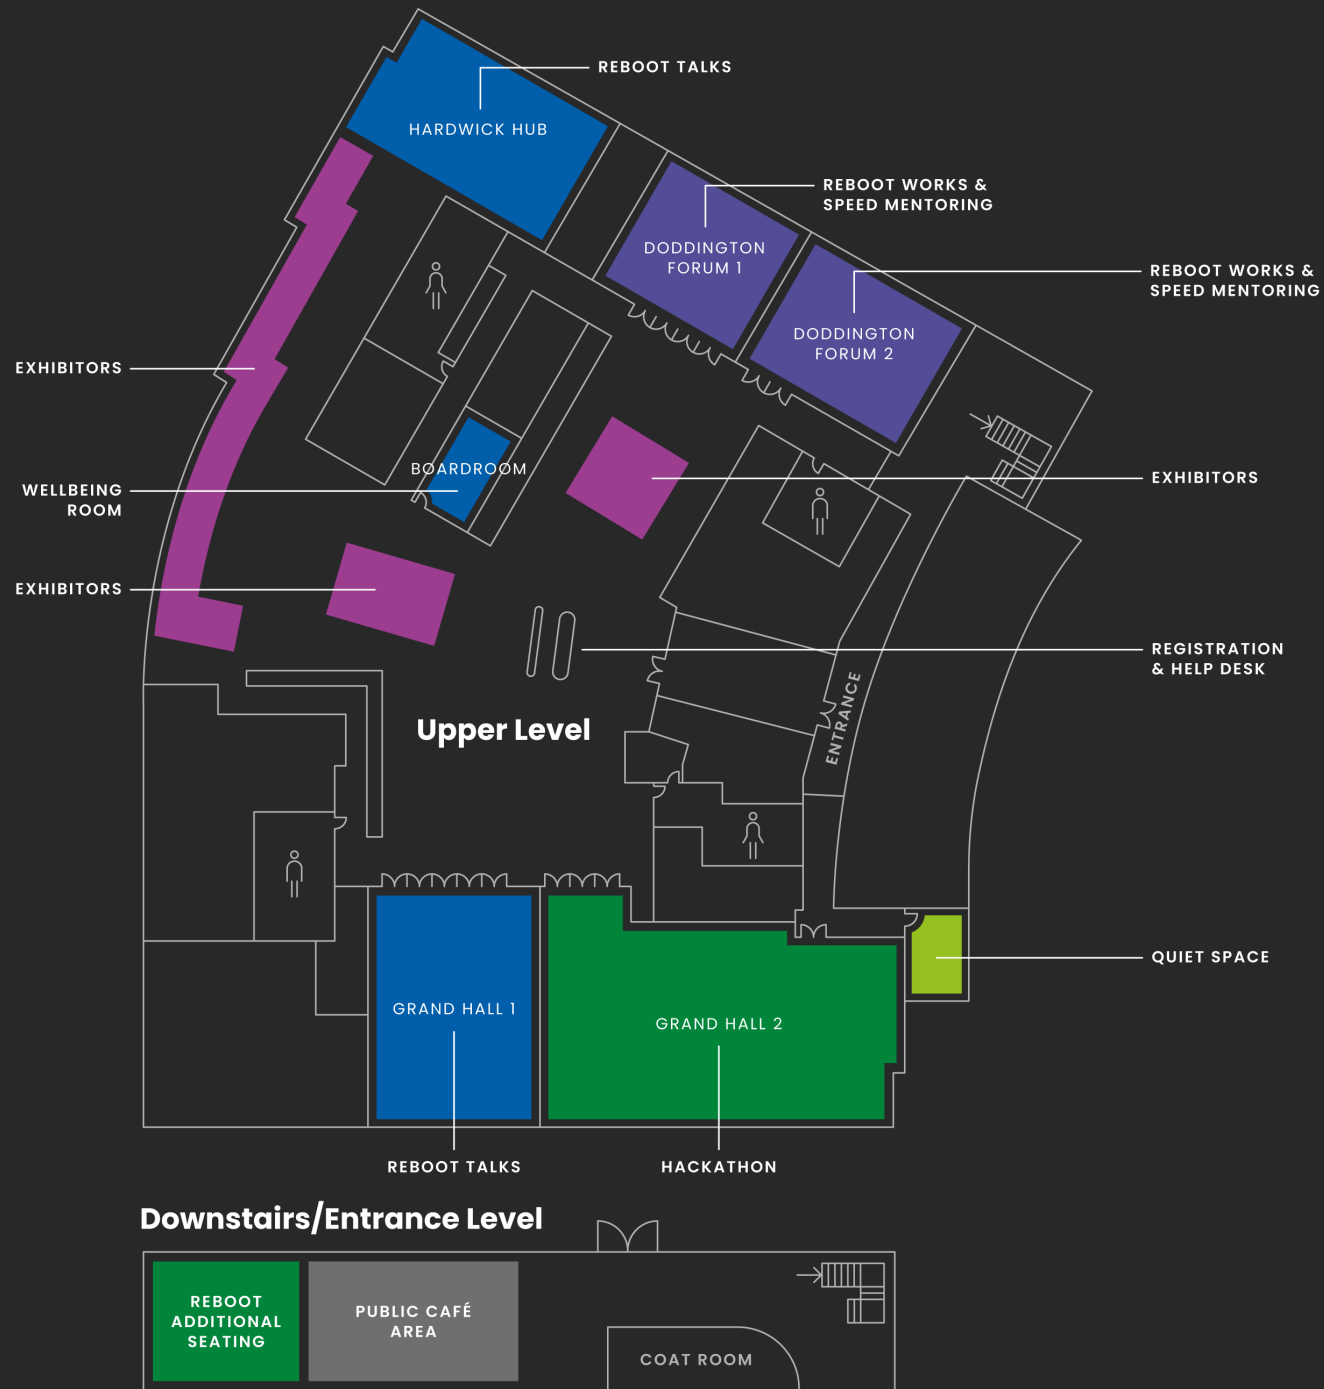 REBOOT TALKS
HARDWICK HUB
REBOOT WORKS &
SPEED MENTORING
DODDINGTON
FORUM 1
REBOOT WORKS &
SPEED MENTORING
DODDINGTON
FORUM 2
EXHIBITORS
BOARDROOM
EXHIBITORS
WELLBEING
ROOM
EXHIBITORS
REGISTRATION
& HELP DESK
ENTRANCE
Upper Level
QUIET SPACE
GRAND HALL 1
GRAND HALL 2
REBOOT TALKS
HACKATHON
Downstairs/Entrance Level
REBOOT
ADDITIONAL
SEATING
PUBLIC CAFÉ
AREA
COAT ROOM